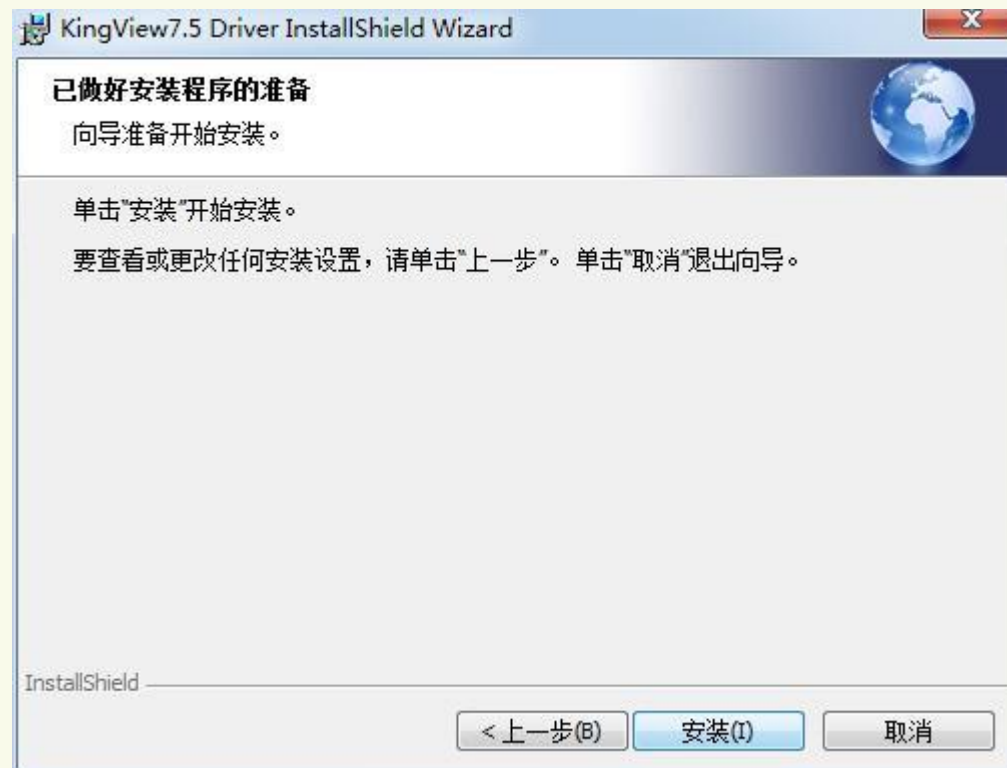 KingView7.5 Driver InstallShield Wizard
已做好安装程序的准备
向导准备开始安装。
单击"安装"开始安装。
要查看或更改任何安装设置，请单击"上一步"。 单击"取消"退出向导。
InstallShield
<上一步(B)
安装(I)
取消